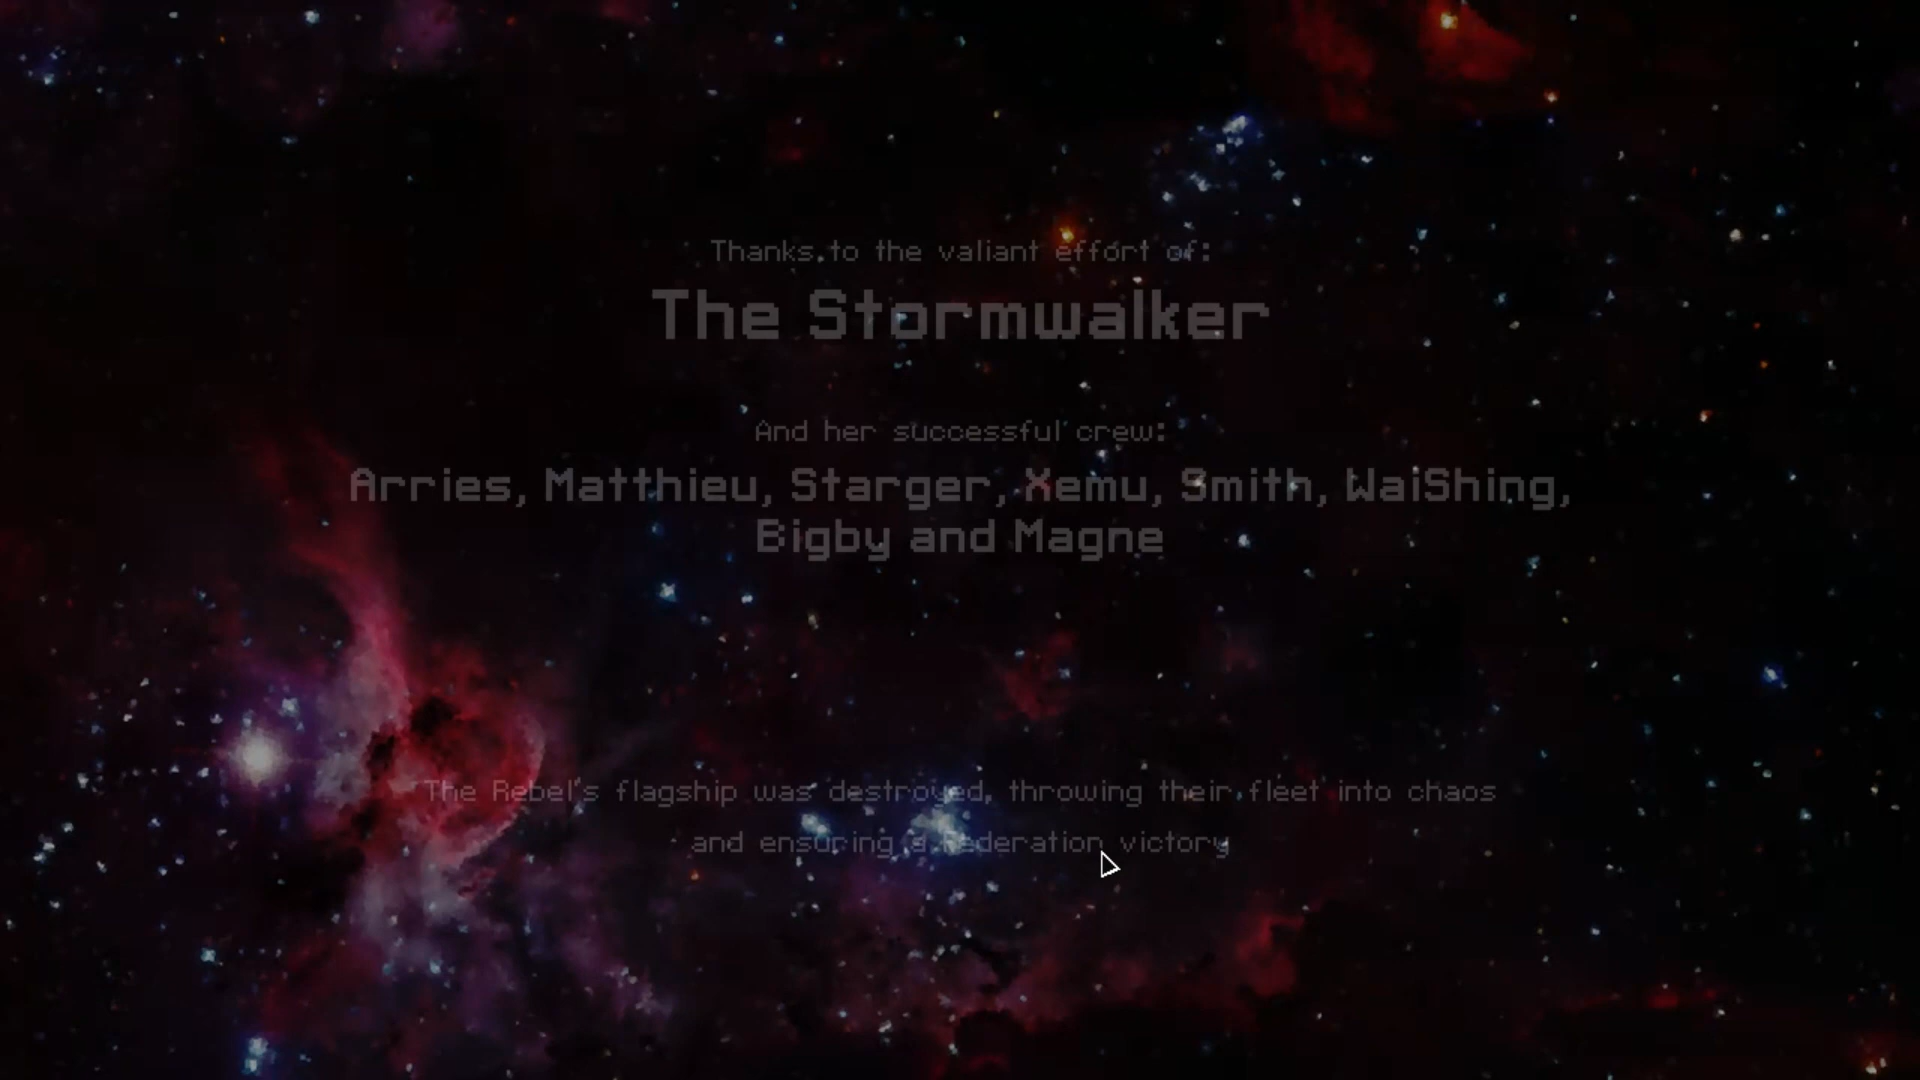 Thanks to the valiant effort of:
The Stormwalker
And her successful crew:
Arries, Matthieu, Starger, Xemu, Smith, WaiShing,
Bigby and Magne
The Rebel's flagship was destroyed, throwing their fleet into chaos
and ensuring a Federation victory